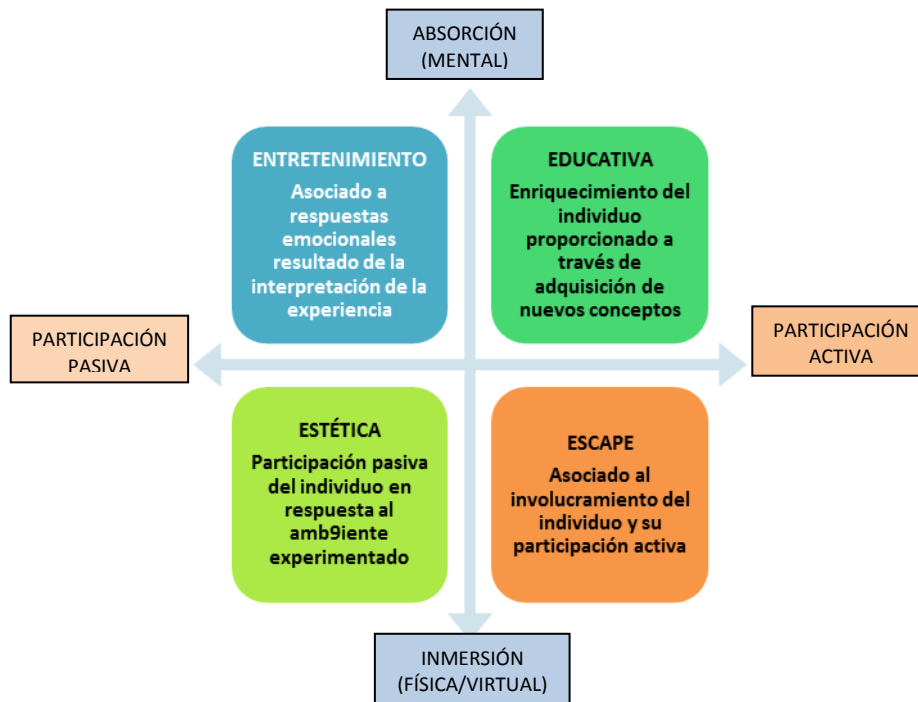 ABSORCIÓN
(MENTAL)
ENTRETENIMIENTO
Asociado a
respuestas
emocionales
resultado de la
interpretación de la
experiencia
EDUCATIVA
Enriquecimiento del
individuo
proporcionado a
través de
adquisición de
nuevos conceptos
PARTICIPACIÓN
PASIVA
PARTICIPACIÓN
ACTIVA
ESTÉTICA
Participación pasiva
del individuo en
respuesta al
amb9iente
experimentado
ESCAPE
Asociado al
involucramiento del
individuo y su
participación activa
INMERSIÓN
(FÍSICA/VIRTUAL)